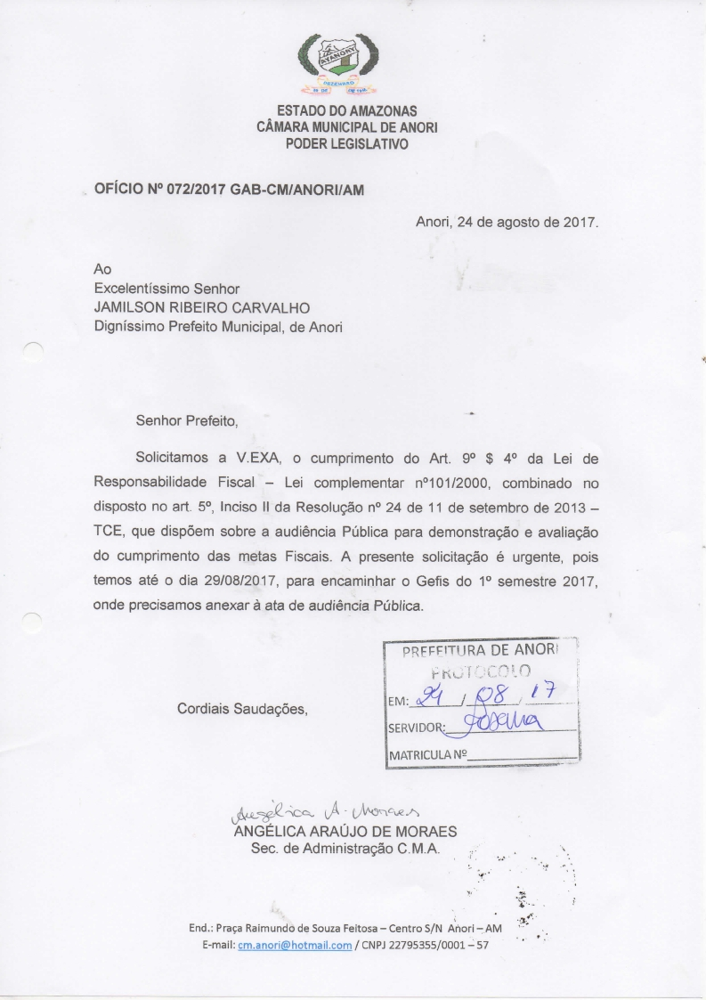 AYANORY
DEZEMBRO
ESTADO DO AMAZONAS
CÂMARA MUNICIPAL DE ANORI
PODER LEGISLATIVO
OFÍCIO Nº 072/2017 GAB-CM/ANORI/AM
Anori, 24 de agosto de 2017.
Ao
Excelentíssimo Senhor
JAMILSON RIBEIRO CARVALHO
Digníssimo Prefeito Municipal, de Anori
Senhor Prefeito,
Solicitamos a V.EXA, o cumprimento do Art. 9º $ 4º da Lei de
Responsabilidade Fiscal – Lei complementar nº101/2000, combinado no
disposto no art. 5º, Inciso II da Resolução nº 24 de 11 de setembro de 2013 –
TCE, que dispõem sobre a audiência Pública para demonstração e avaliação
do cumprimento das metas Fiscais. A presente solicitação é urgente, pois
temos até o dia 29/08/2017, para encaminhar o Gefis do 1º semestre 2017,
onde precisamos anexar à ata de audiência Pública.
PREFEITURA DE ANORI
PROTOCOLO
EM: 24 / 08 / 17
SERVIDOR:
MATRICULA Nº
Cordiais Saudações,
Angélica A. Moraes
ANGÉLICA ARAÚJO DE MORAES
Sec. de Administração C.M.A.
End.: Praça Raimundo de Souza Feitosa – Centro S/N Anori – AM
E-mail: cm.anori@hotmail.com / CNPJ 22795355/0001 – 57